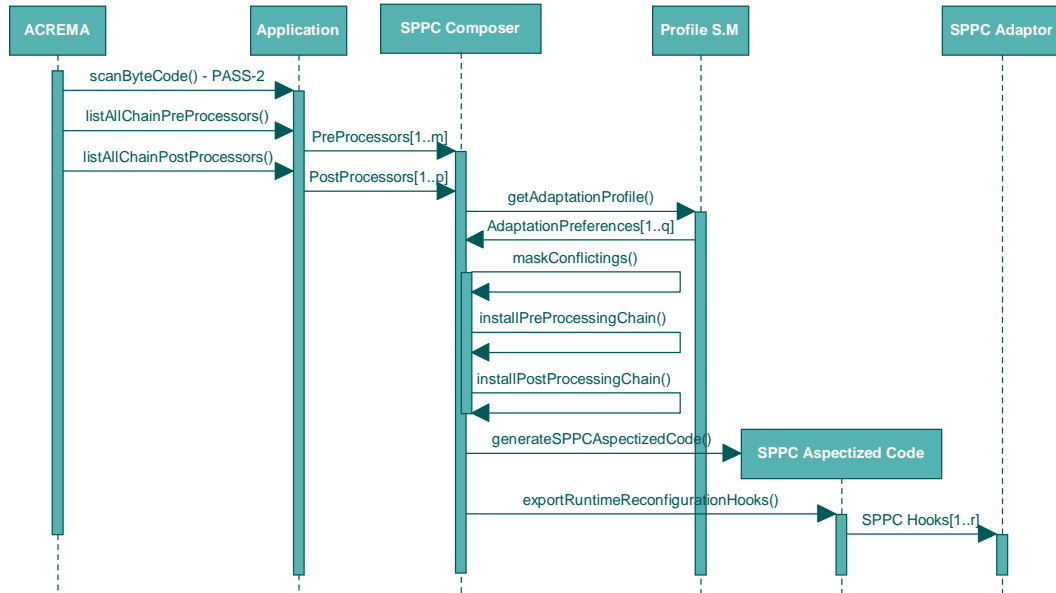 ACREMA
Application
SPPC Composer
Profile S.M
SPPC Adaptor
scanByteCode() - PASS-2
listAllChainPreProcessors()
PreProcessors[1..m]
listAllChainPostProcessors()
PostProcessors[1..p]
getAdaptationProfile()
AdaptationPreferences[1..q]
maskConflictings()
installPreProcessingChain()
installPostProcessingChain()
generateSPPCAspectizedCode()
SPPC Aspectized Code
exportRuntimeReconfigurationHooks()
SPPC Hooks[1..r]